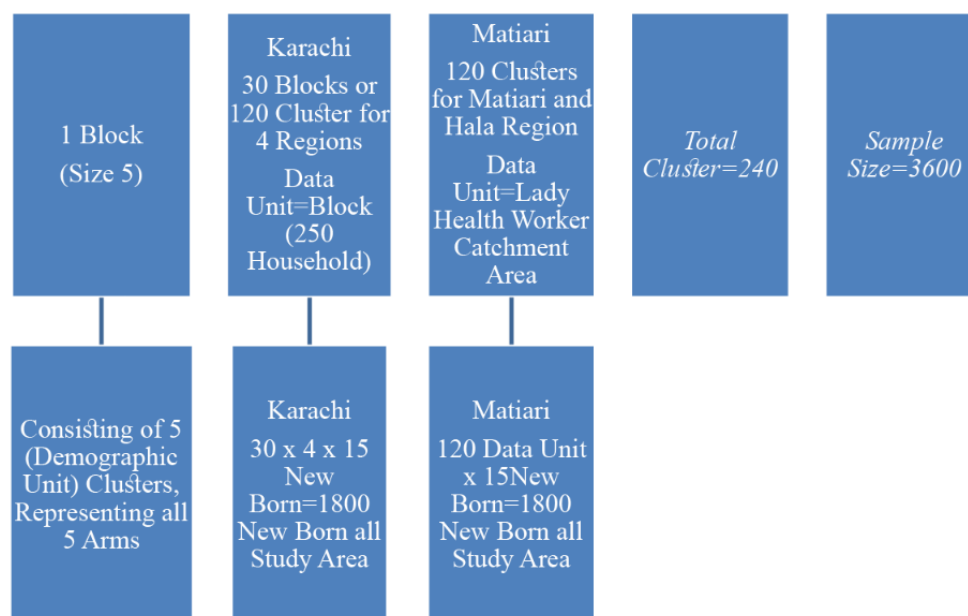 1 Block
(Size 5)
Karachi
30 Blocks or
120 Cluster for
4 Regions
Data
Unit=Block
(250
Household)
Matiari
120 Clusters
for Matiari and
Hala Region
Data
Unit=Lady
Health Worker
Catchment
Area
Total
Cluster=240
Sample
Size=3600
Consisting of 5
(Demographic
Unit) Clusters,
Representing all
5 Arms
Karachi
30 x 4 x 15
New
Born=1800
New Born all
Study Area
Matiari
120 Data Unit
x 15New
Born=1800
New Born all
Study Area